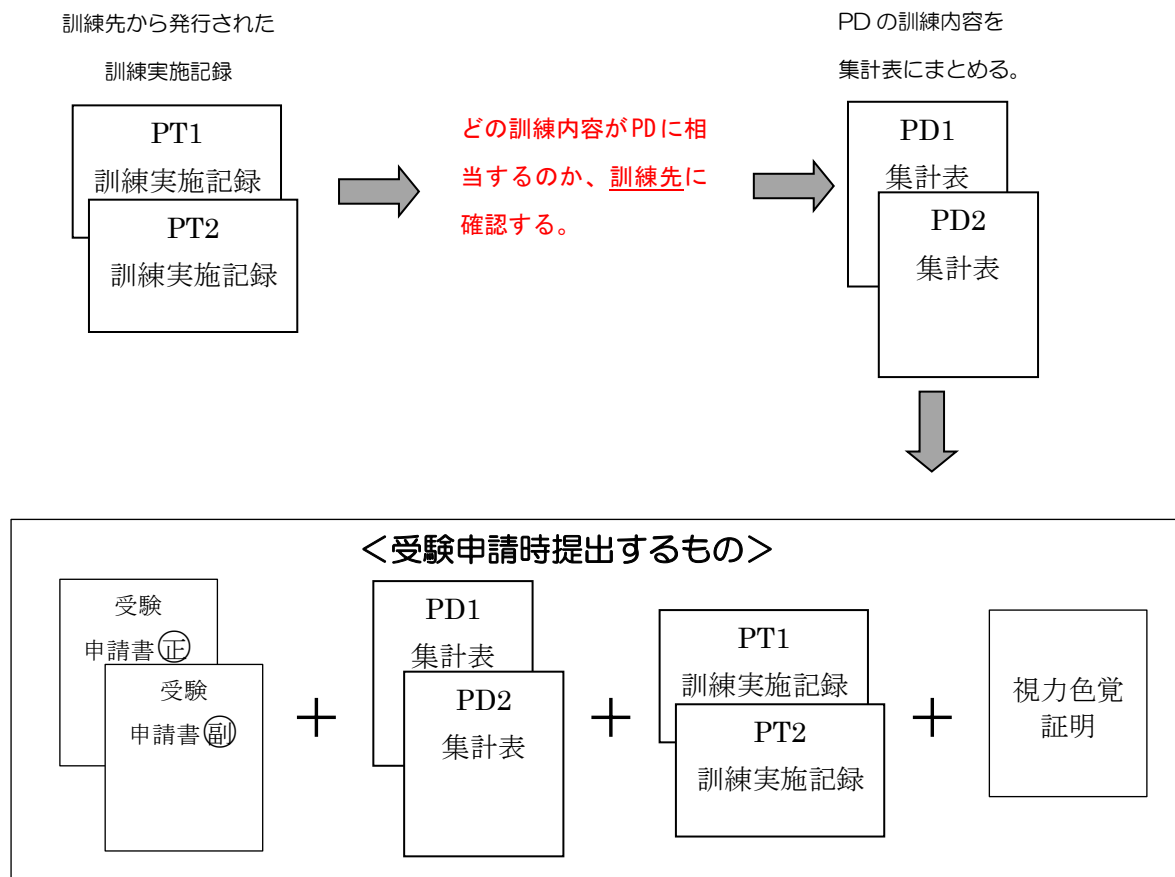 訓練先から発行された
訓練実施記録
PT1
訓練実施記録
PT2
訓練実施記録
どの訓練内容がPDに相
当するのか、訓練先に
確認する。
PD の訓練内容を
集計表にまとめる。
PD1
集計表
PD2
集計表
＜受験申請時提出するもの＞
受験
申請書㊣
受験
申請書副
＋
PD1
集計表
PD2
集計表
＋
PT1
訓練実施記録
PT2
訓練実施記録
＋
視力色覚
証明